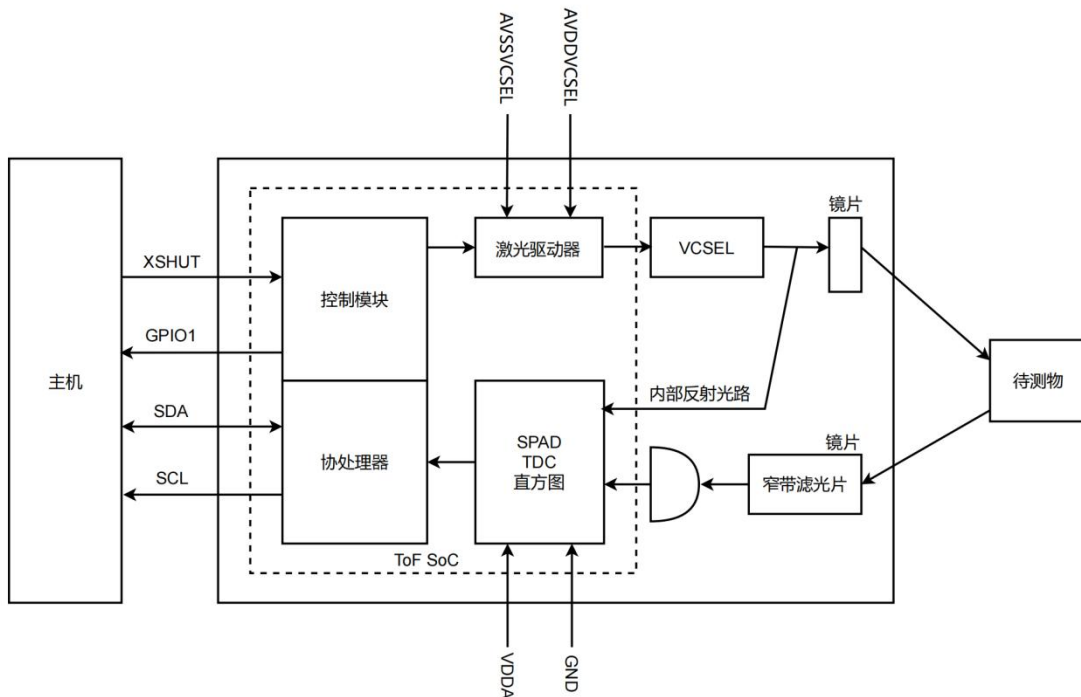 AVSSVCSEL
AVDDVCSEL
镜片
XSHUT
激光驱动器
VCSEL
控制模块
GPIO1
主机
待测物
内部反射光路
SDA
SPAD
TDC
直方图
镜片
协处理器
窄带滤光片
SCL
ToF SoC
VDDA
GND